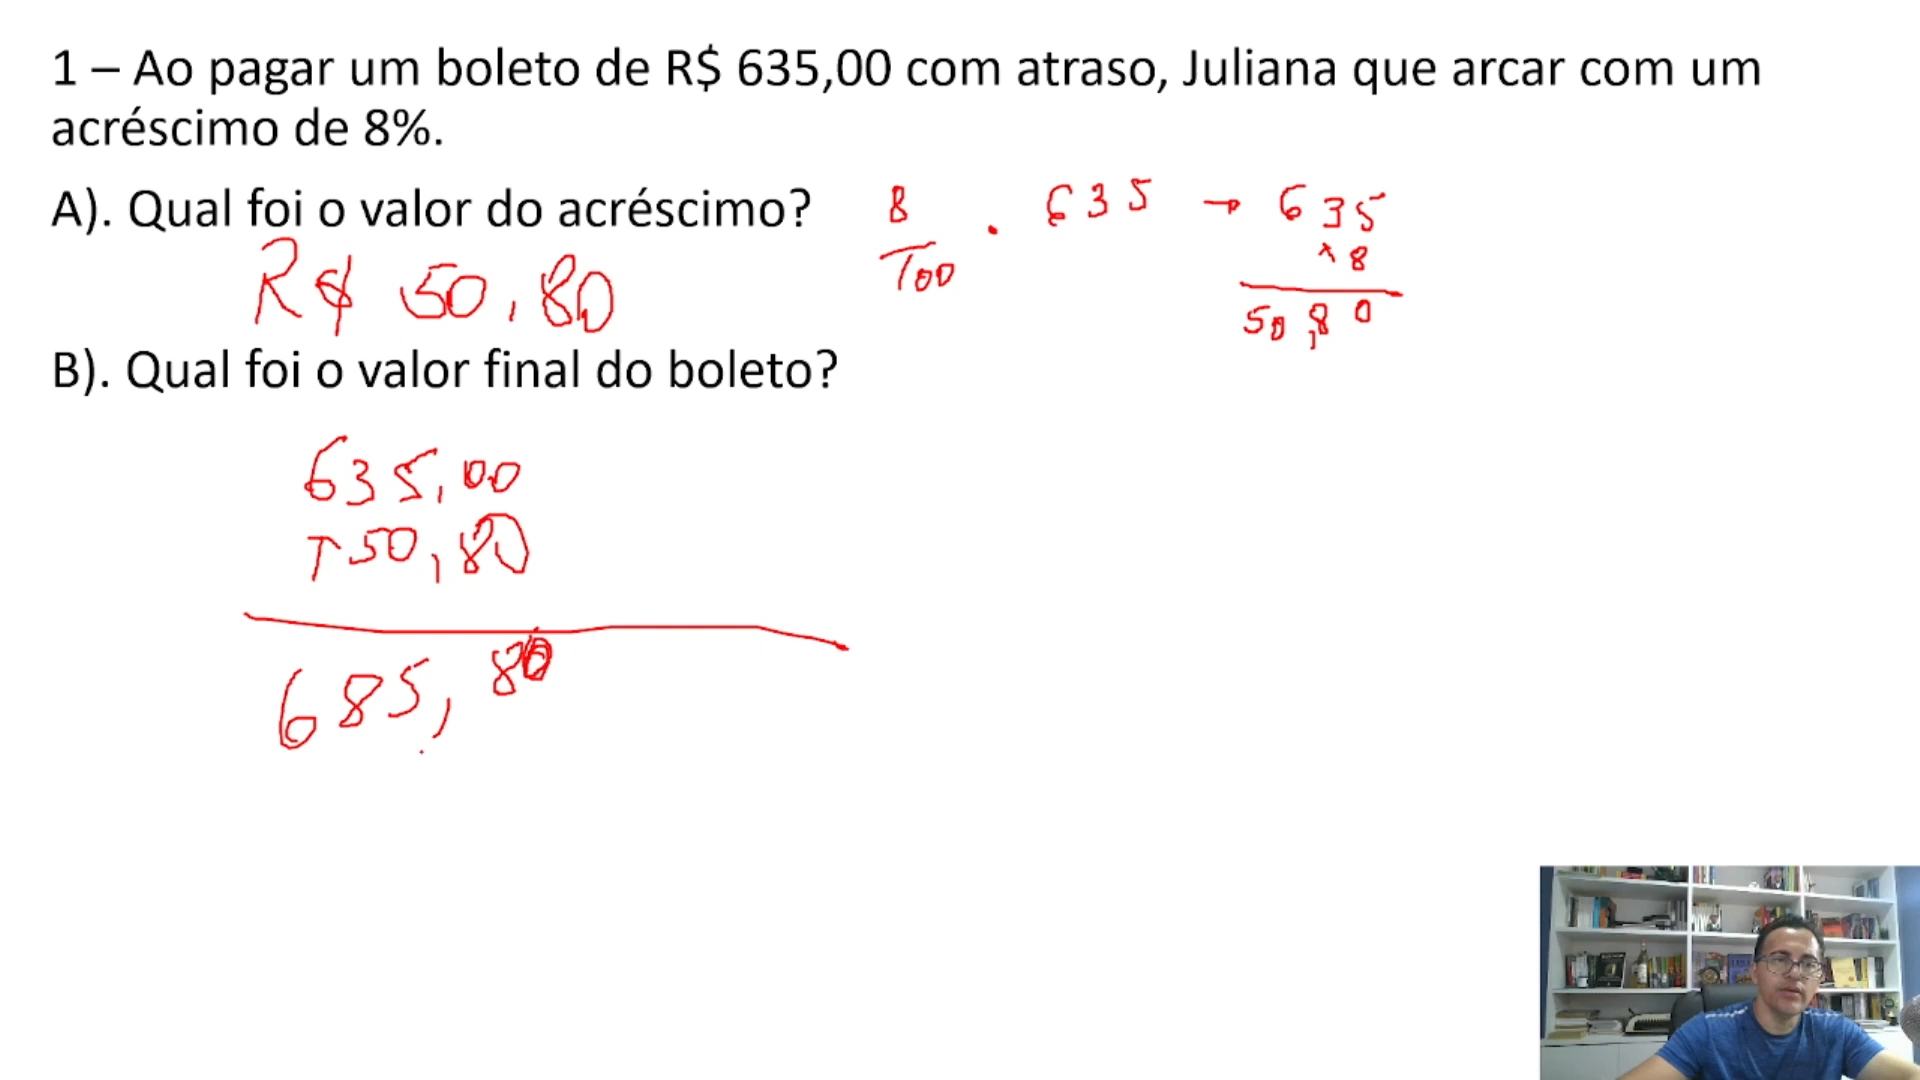 1 – Ao pagar um boleto de R$ 635,00 com atraso, Juliana que arcar com um
acréscimo de 8%.
A). Qual foi o valor do acréscimo?
8
100
. 635 → 635
×8
50,80
R$ 50,80
B). Qual foi o valor final do boleto?
635,00
+50,80
685,80